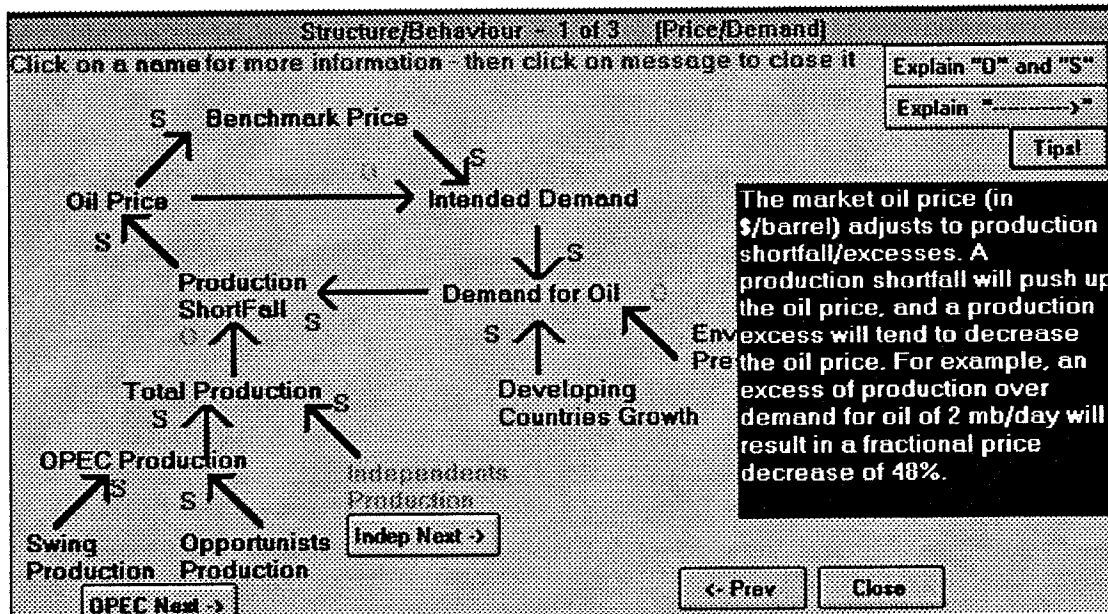 Structure/Behaviour - 1 of 3 [Price/Demand]
Click on a name for more information - then click on message to close it
Explain "O" and "S"
Explain "---------->"
Tips!
S
Benchmark Price
S
O
Oil Price
Intended Demand
S
S
Production
ShortFall
S
Demand for Oil
O
O
S
Env
Pre
Total Production
S
S
Developing
Countries Growth
OPEC Production
S
S
Independents
Production
Indep Next ->
Swing
Production
Opportunists
Production
OPEC Next ->
The market oil price (in
$/barrel) adjusts to production
shortfall/excesses. A
production shortfall will push up
the oil price, and a production
excess will tend to decrease
the oil price. For example, an
excess of production over
demand for oil of 2 mb/day will
result in a fractional price
decrease of 48%.
<- Prev
Close